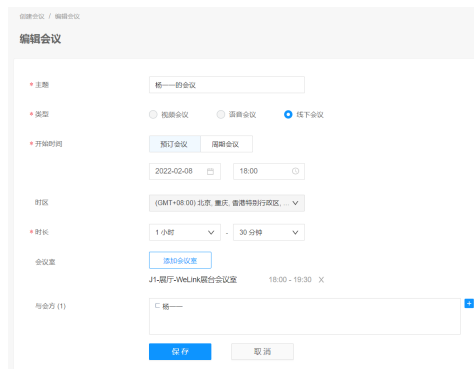 创建会议 / 编辑会议
编辑会议
* 主题 杨一一的会议
* 类型 视频会议 语音会议 线下会议
* 开始时间 预订会议 周期会议
2022-02-08 18:00
时区 (GMT+08:00) 北京, 重庆, 香港特别行政区, ...
* 时长 1 小时 - 30 分钟
会议室 添加会议室
J1-展厅-WeLink展台会议室 18:00 - 19:30 X
与会方 (1) 杨一一
保存 取消